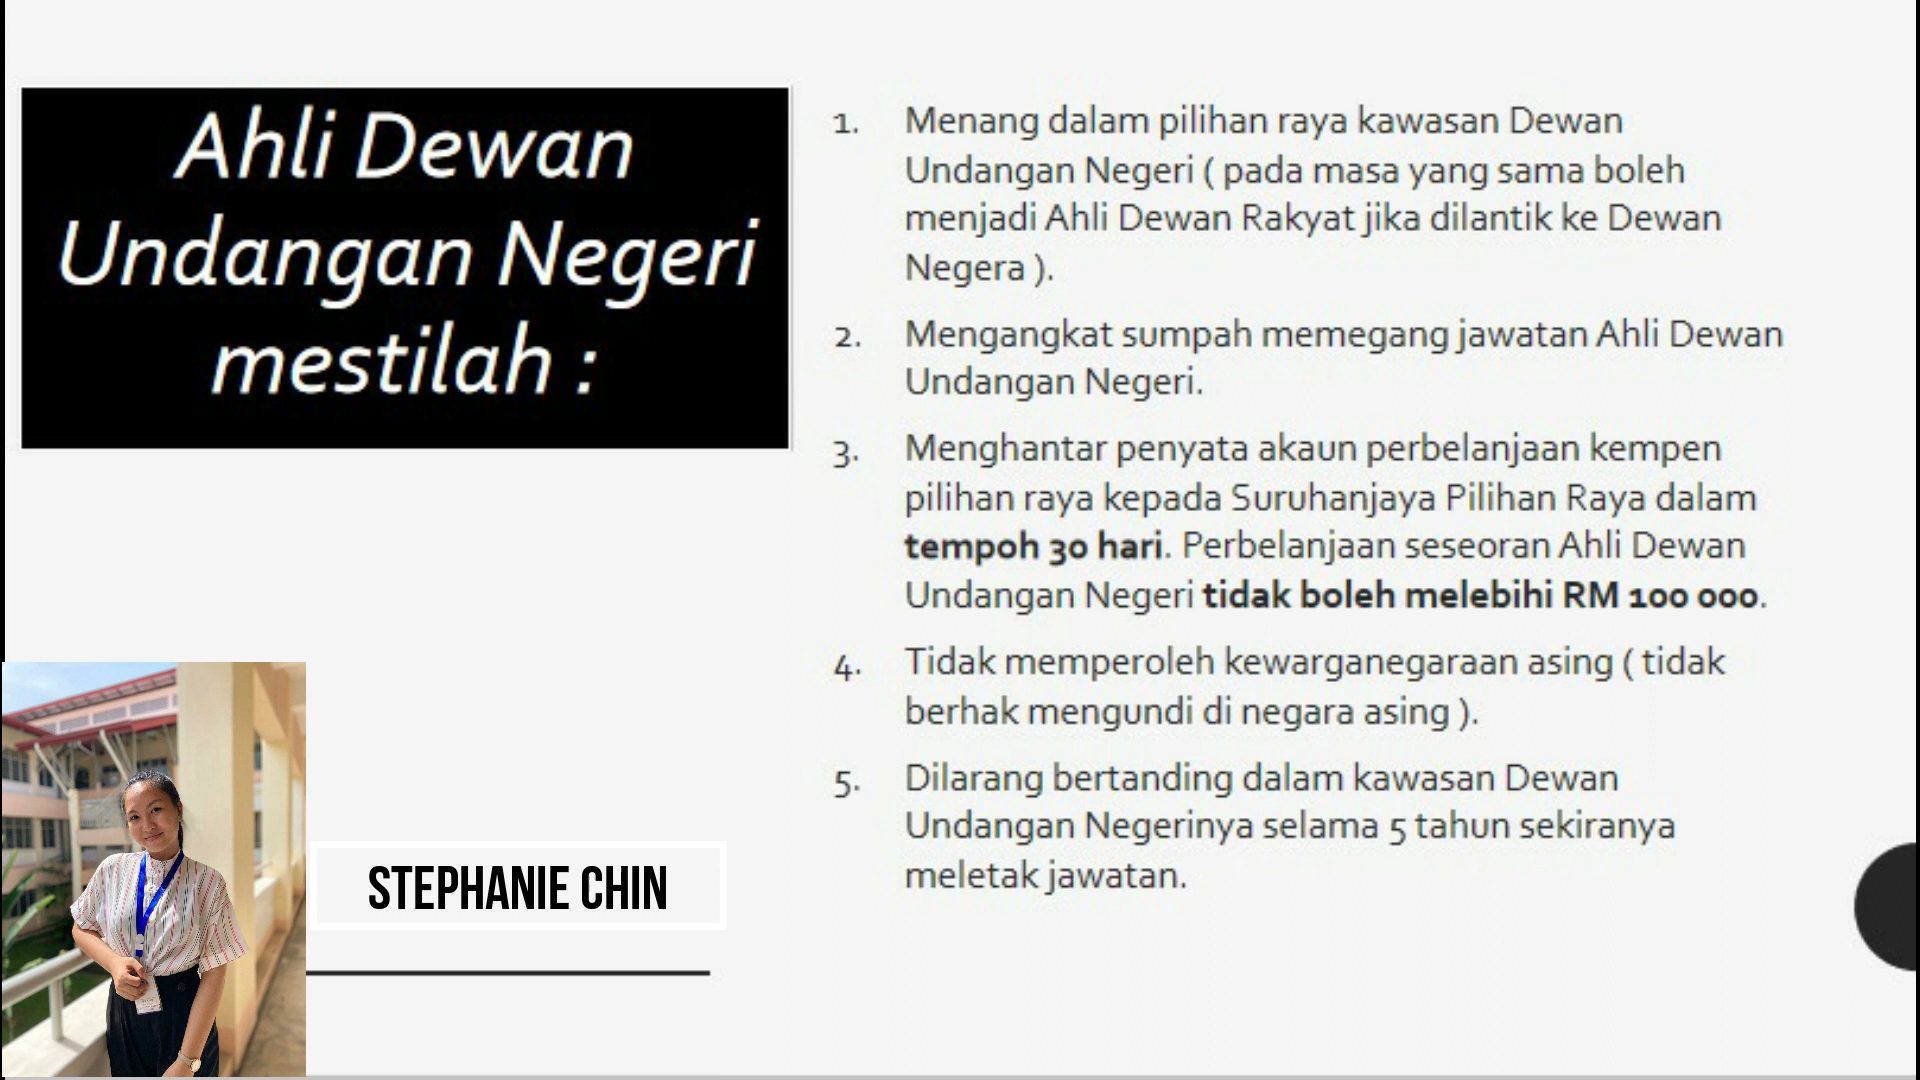 Ahli Dewan
Undangan Negeri
mestilah :
1. Menang dalam pilihan raya kawasan Dewan
Undangan Negeri ( pada masa yang sama boleh
menjadi Ahli Dewan Rakyat jika dilantik ke Dewan
Negera ).
2. Mengangkat sumpah memegang jawatan Ahli Dewan
Undangan Negeri.
3. Menghantar penyata akaun perbelanjaan kempen
pilihan raya kepada Suruhanjaya Pilihan Raya dalam
tempoh 30 hari. Perbelanjaan seseoran Ahli Dewan
Undangan Negeri tidak boleh melebihi RM 100 000.
4. Tidak memperoleh kewarganegaraan asing ( tidak
berhak mengundi di negara asing ).
5. Dilarang bertanding dalam kawasan Dewan
Undangan Negerinya selama 5 tahun sekiranya
meletak jawatan.
STEPHANIE CHIN